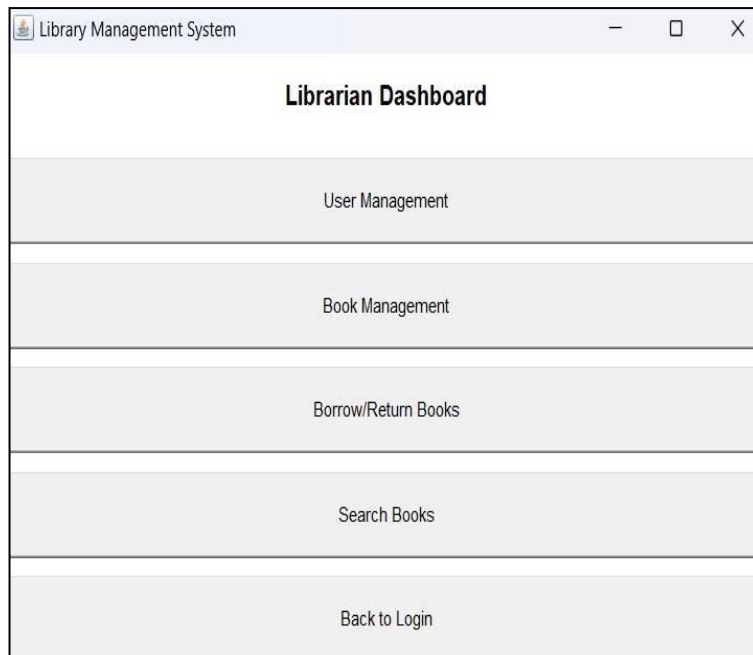 Library Management System
Librarian Dashboard
User Management
Book Management
Borrow/Return Books
Search Books
Back to Login